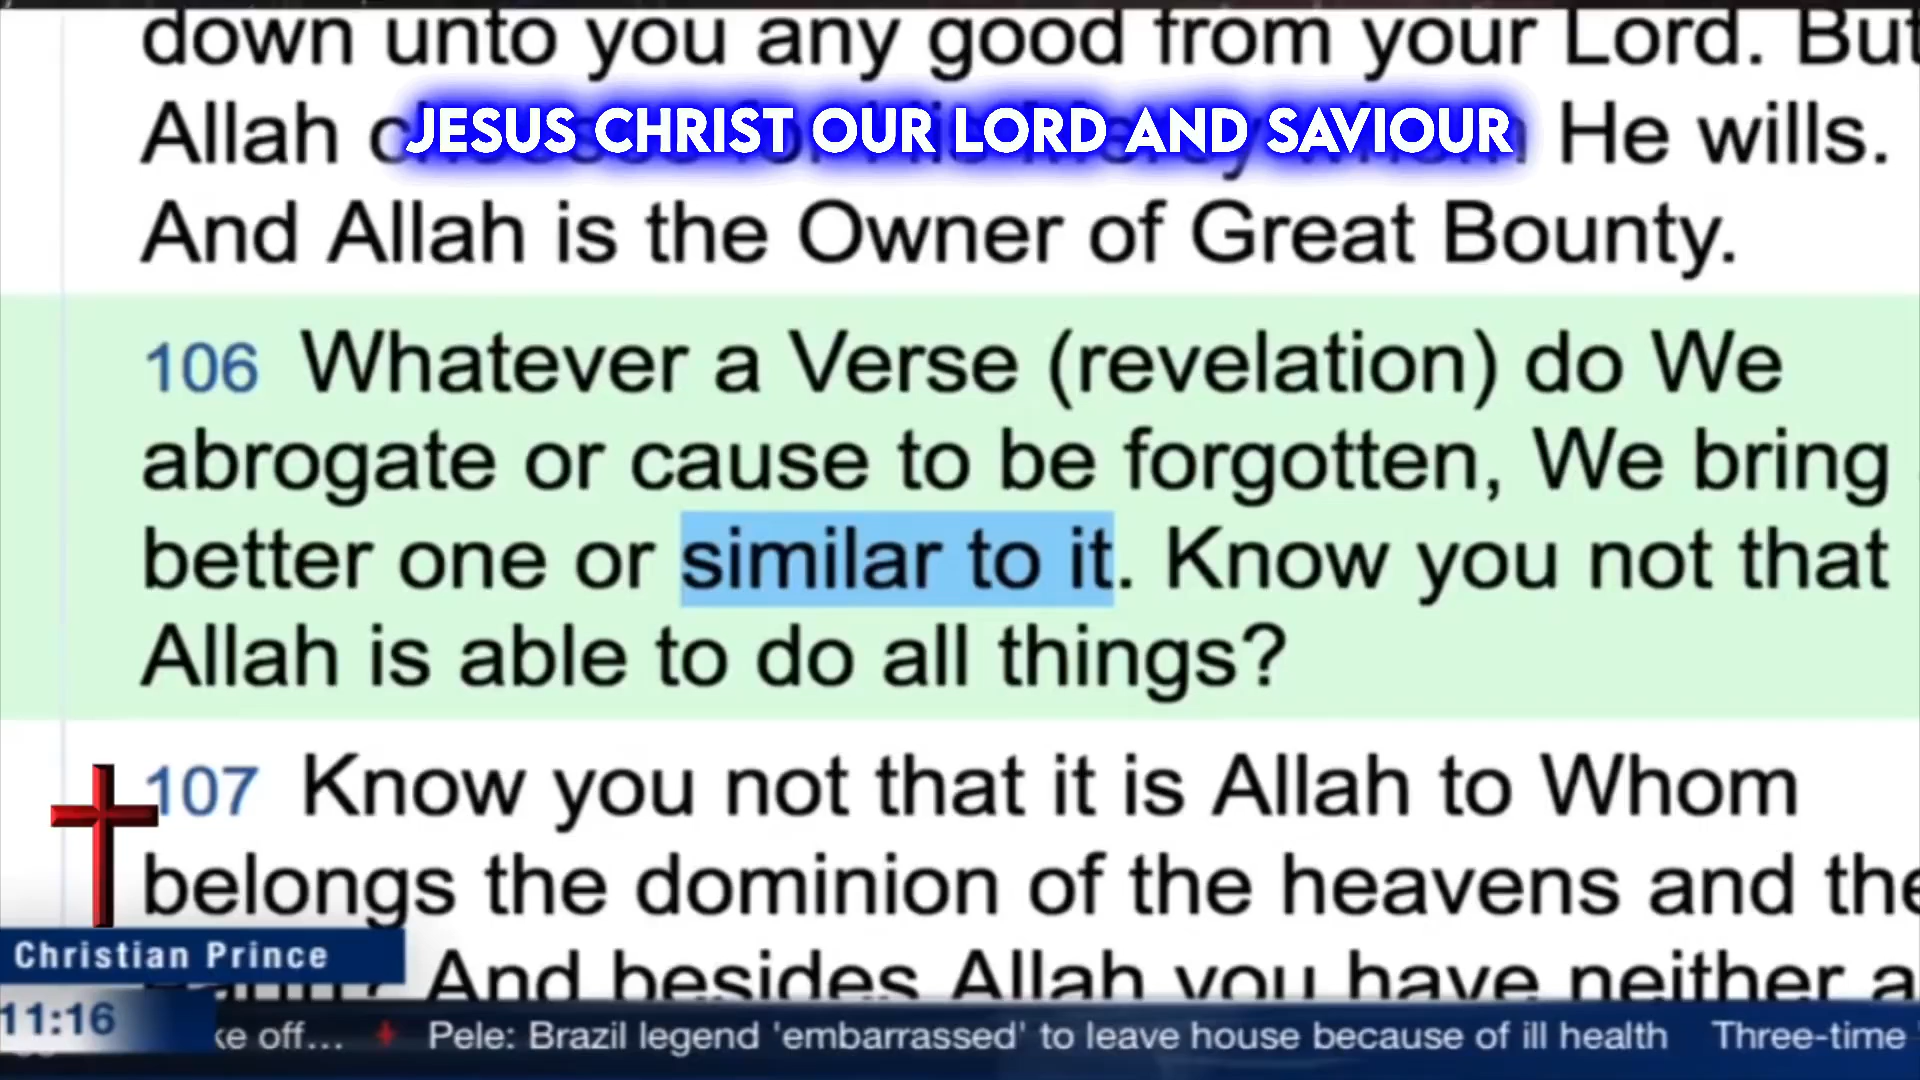 down unto you any good from your Lord. But
JESUS CHRIST OUR LORD AND SAVIOUR
Allah He wills.
And Allah is the Owner of Great Bounty.
106 Whatever a Verse (revelation) do We
abrogate or cause to be forgotten, We bring
better one or similar to it. Know you not that
Allah is able to do all things?
107 Know you not that it is Allah to Whom
belongs the dominion of the heavens and the
And besides Allah you have neither a
Christian Prince
11:16
ke off... Pele: Brazil legend 'embarrassed' to leave house because of ill health Three-time